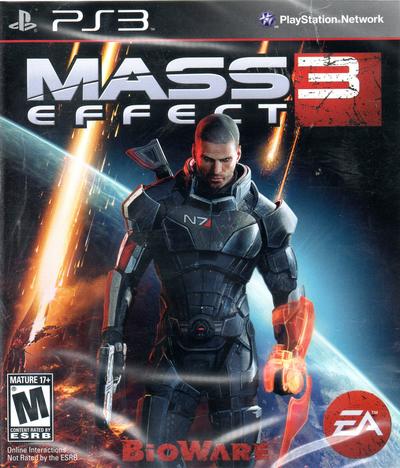 PS3
PlayStation Network
MASS 3
EFFECT
N7
MATURE 17+
M
CONTENT RATED BY
ESRB
Online Interactions
Not Rated by the ESRB
BIOWARE
EA